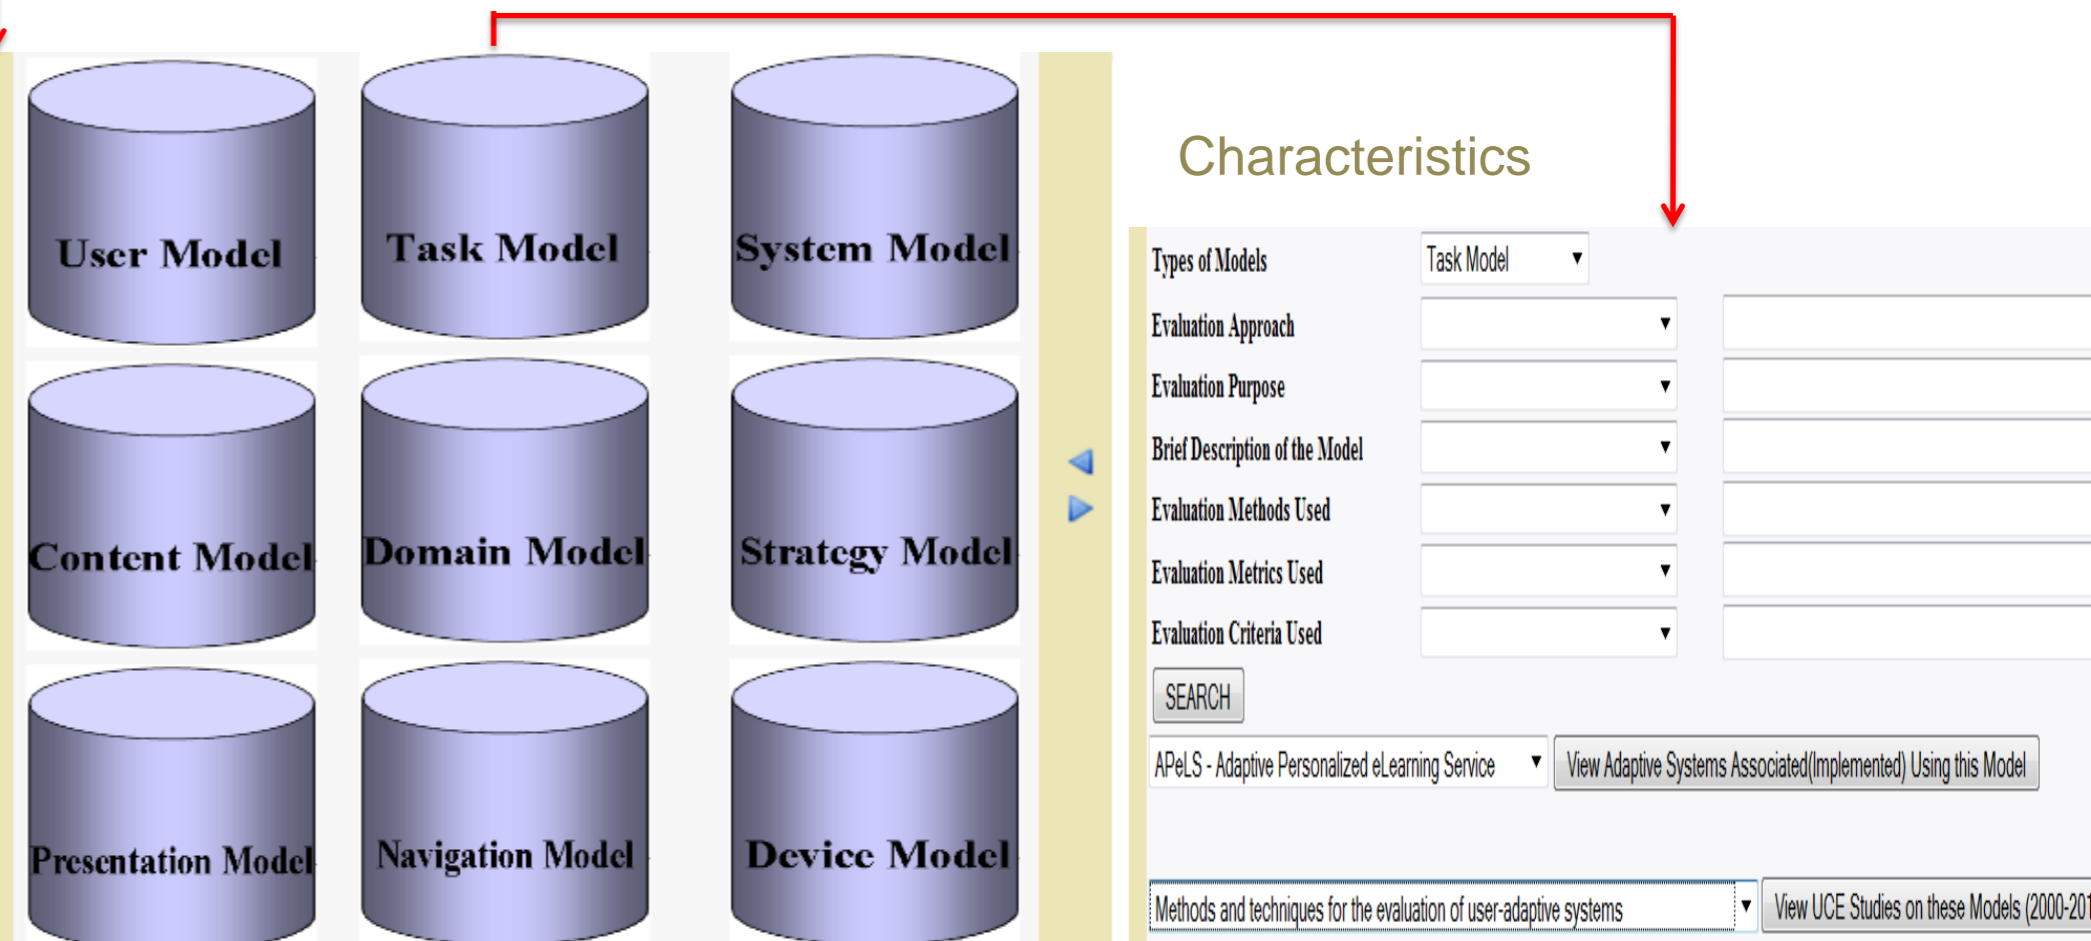 User Model
Task Model
System Model
Content Model
Domain Model
Strategy Model
Presentation Model
Navigation Model
Device Model
Characteristics
Types of Models
Task Model
Evaluation Approach
Evaluation Purpose
Brief Description of the Model
Evaluation Methods Used
Evaluation Metrics Used
Evaluation Criteria Used
SEARCH
APeLS - Adaptive Personalized eLearning Service
View Adaptive Systems Associated(Implemented) Using this Model
Methods and techniques for the evaluation of user-adaptive systems
View UCE Studies on these Models (2000-201